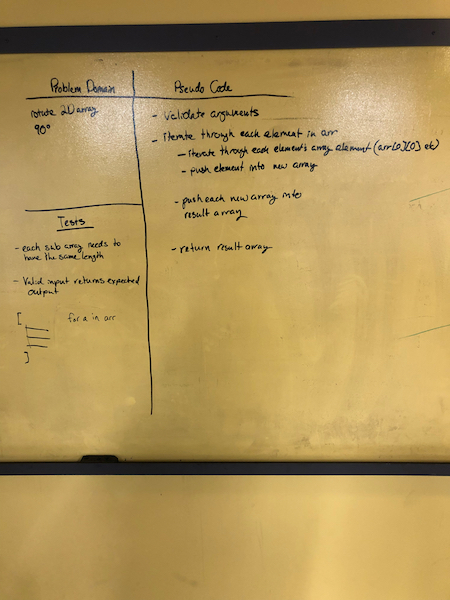 Problem Domain
rotate 2D array
90°
Tests
- each sub array needs to
have the same length
- Valid input returns expected
output
[
for a in arr
]
Pseudo Code
- Validate arguments
- iterate through each element in arr
- iterate through each element's array element (arr[0][0] etc)
- push element into new array
- push each new array into
result array
- return result array